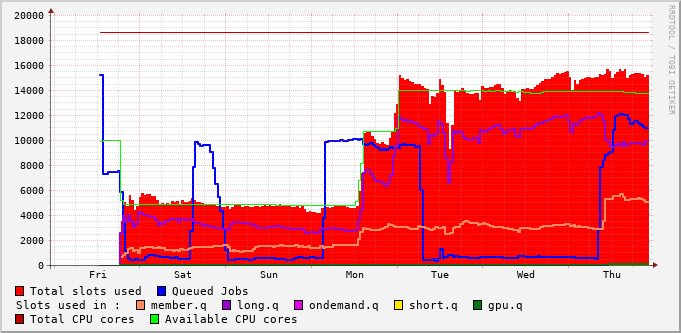 20000
18000
16000
14000
12000
10000
8000
6000
4000
2000
0
Fri Sat Sun Mon Tue Wed Thu
RRDTOOL / TOBI OETIKER
Total slots used Queued Jobs
Slots used in : member.q long.q ondemand.q short.q gpu.q
Total CPU cores Available CPU cores